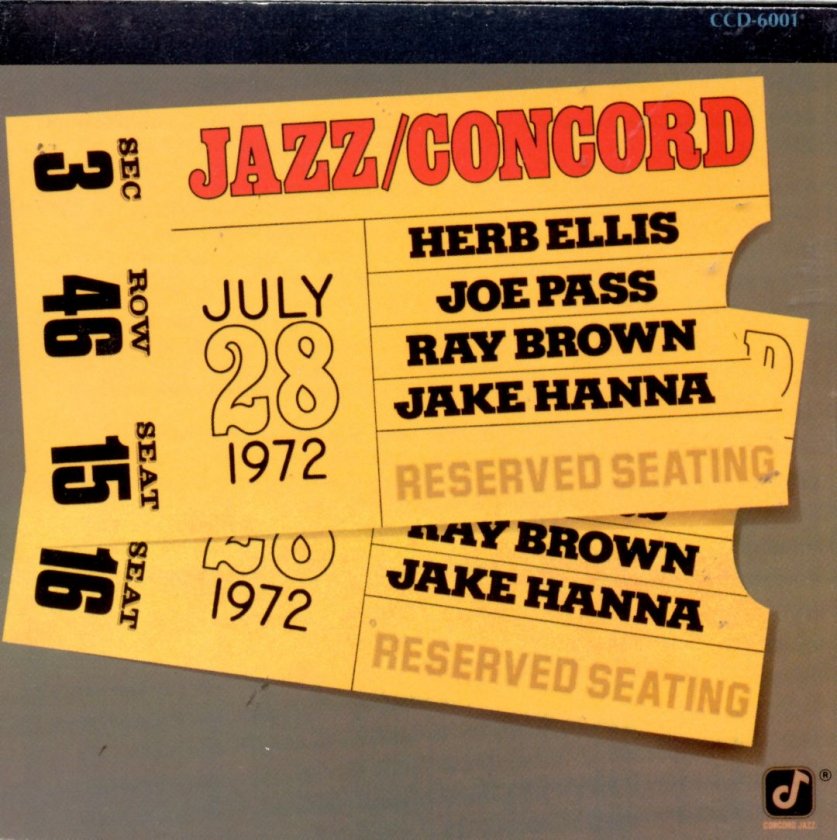 CCD-6001
JAZZ/CONCORD
SEC
3
ROW
46
SEAT
15
JULY
28
1972
HERB ELLIS
JOE PASS
RAY BROWN
JAKE HANNA
RESERVED SEATING
D
SEAT
16
28
1972
RAY BROWN
JAKE HANNA
RESERVED SEATING
CONCORD JAZZ
®